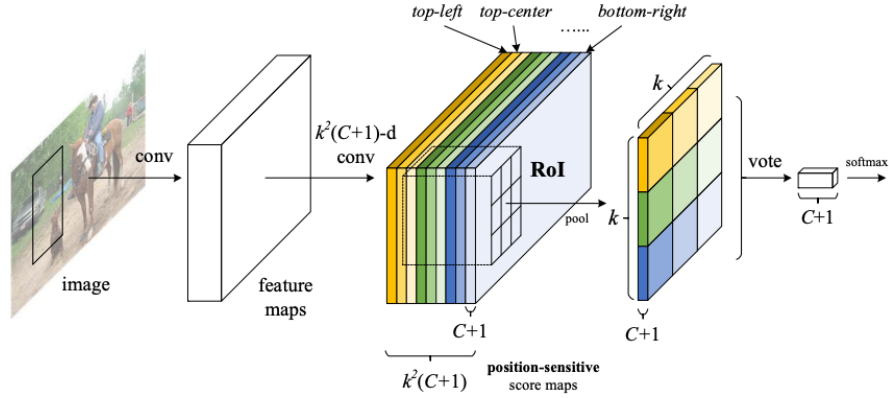 top-left top-center ...... bottom-right
k
k²(C+1)-d
conv
conv
RoI
vote
softmax
pool
k
C+1
image
feature
maps
C+1
C+1
k²(C+1)
position-sensitive
score maps